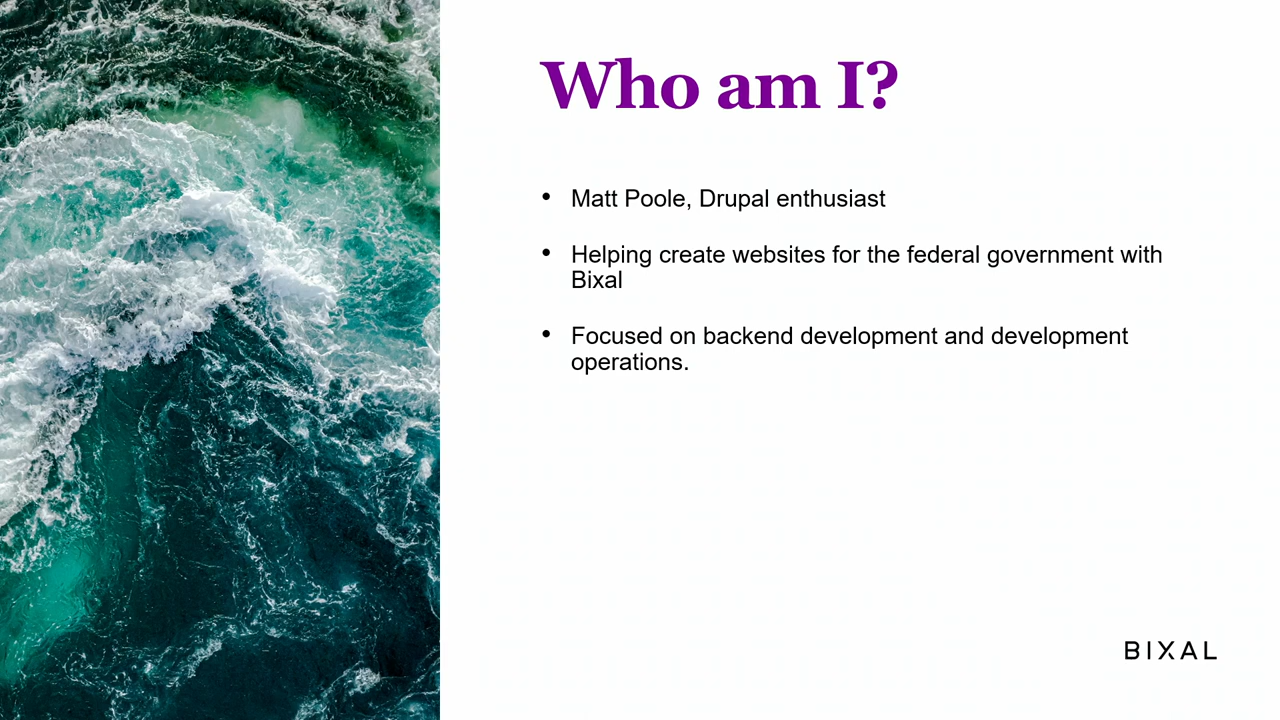 Who am I?
• Matt Poole, Drupal enthusiast
• Helping create websites for the federal government with
Bixal
• Focused on backend development and development
operations.
BIXAL